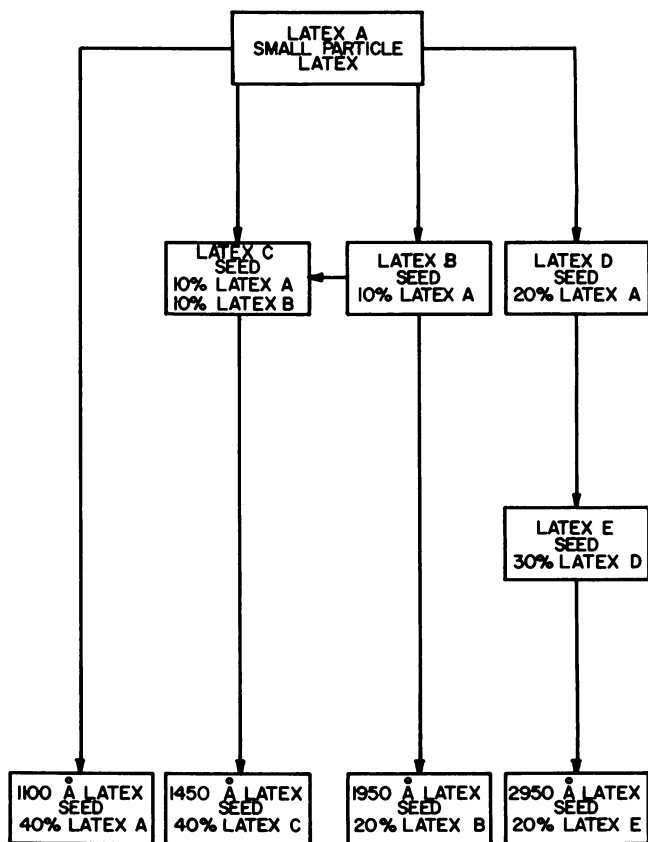 LATEX A
SMALL PARTICLE
LATEX
LATEX C
SEED
10% LATEX A
10% LATEX B
LATEX B
SEED
10% LATEX A
LATEX D
SEED
20% LATEX A
LATEX E
SEED
30% LATEX D
1100 Å LATEX
SEED
40% LATEX A
1450 Å LATEX
SEED
40% LATEX C
1950 Å LATEX
SEED
20% LATEX B
2950 Å LATEX
SEED
20% LATEX E